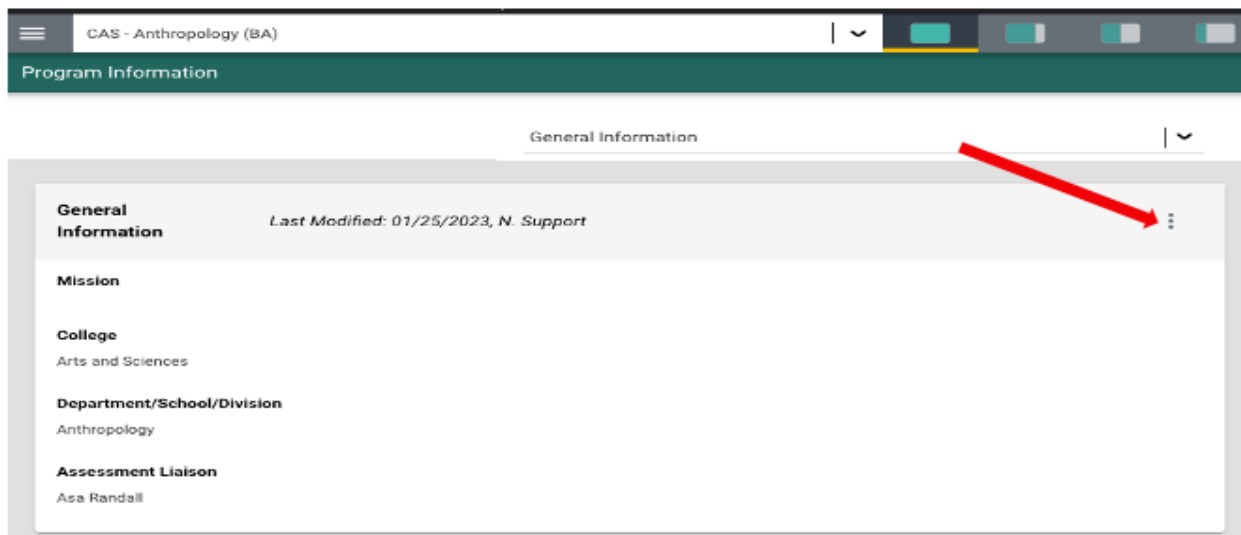 CAS - Anthropology (BA)
Program Information
General Information
General
Information
Last Modified: 01/25/2023, N. Support
Mission
College
Arts and Sciences
Department/School/Division
Anthropology
Assessment Liaison
Asa Randall